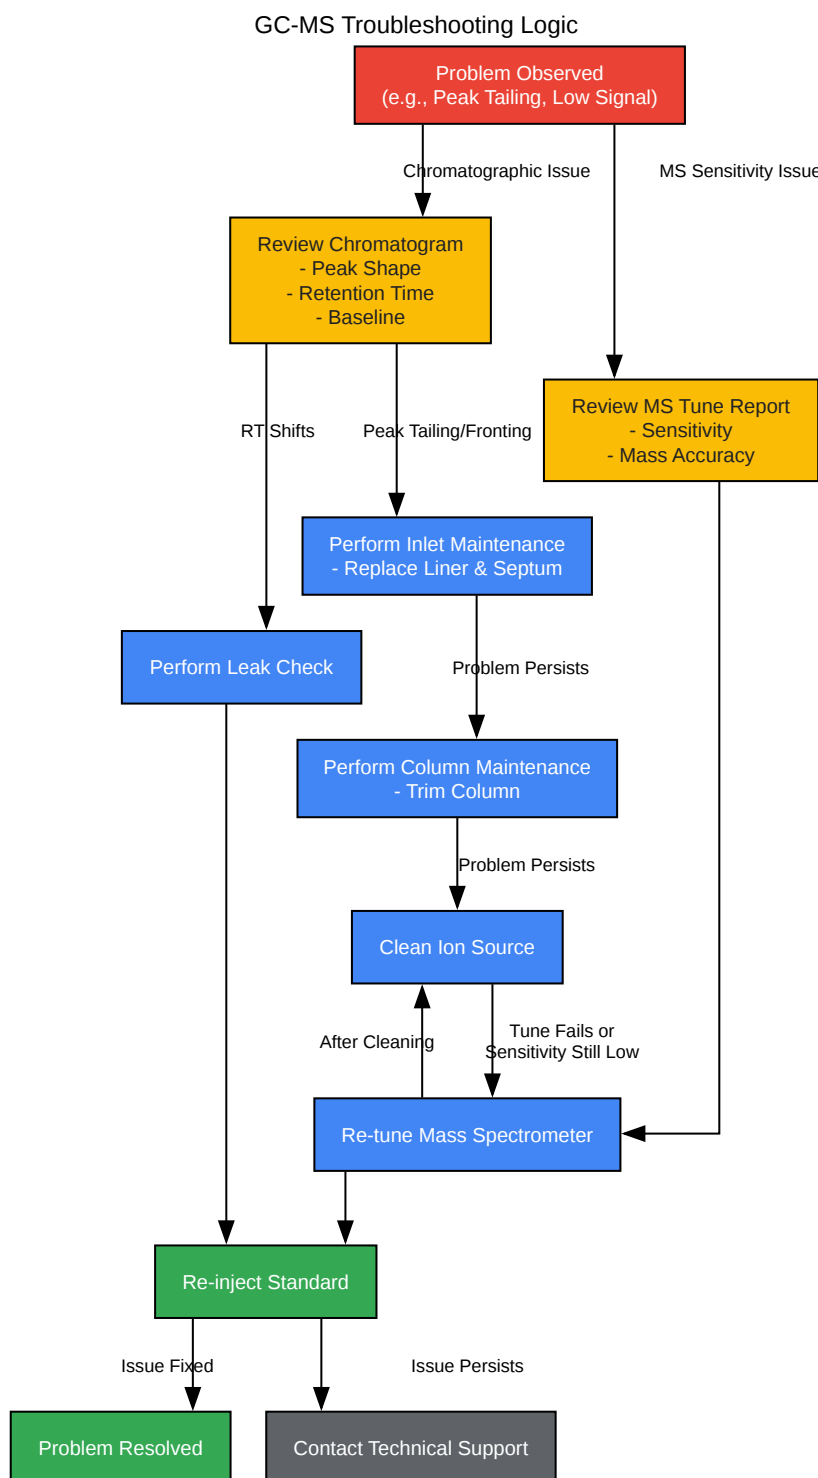 GC-MS Troubleshooting Logic
Problem Observed
(e.g., Peak Tailing, Low Signal)
Chromatographic Issue
MS Sensitivity Issue
Review Chromatogram
- Peak Shape
- Retention Time
- Baseline
Review MS Tune Report
- Sensitivity
- Mass Accuracy
RT Shifts
Peak Tailing/Fronting
Perform Inlet Maintenance
- Replace Liner & Septum
Perform Leak Check
Problem Persists
Perform Column Maintenance
- Trim Column
Problem Persists
Clean Ion Source
After Cleaning
Tune Fails or
Sensitivity Still Low
Re-tune Mass Spectrometer
Re-inject Standard
Issue Fixed
Issue Persists
Problem Resolved
Contact Technical Support